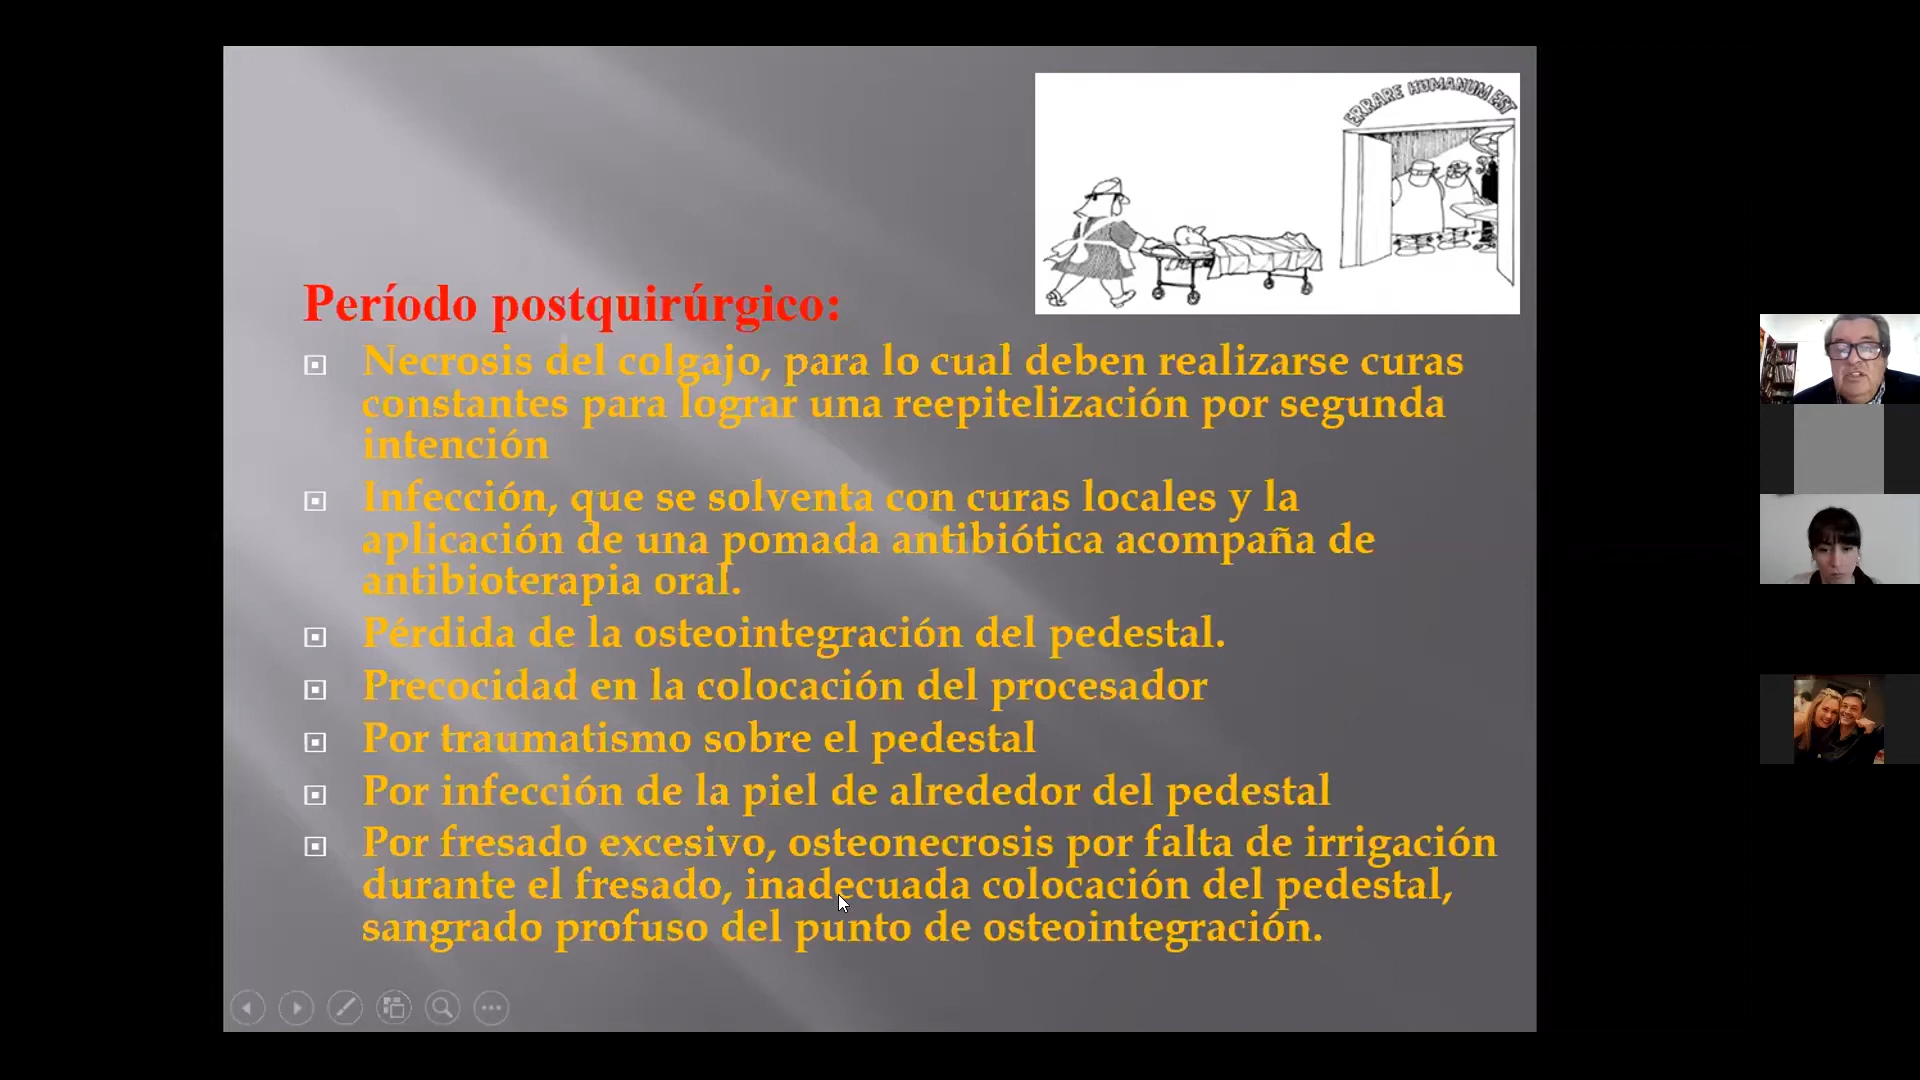 ERRARE HUMANUM EST
Período postquirúrgico:
Necrosis del colgajo, para lo cual deben realizarse curas
constantes para lograr una reepitelización por segunda
intención
Infección, que se solventa con curas locales y la
aplicación de una pomada antibiótica acompaña de
antibioterapia oral.
Pérdida de la osteointegración del pedestal.
Precocidad en la colocación del procesador
Por traumatismo sobre el pedestal
Por infección de la piel de alrededor del pedestal
Por fresado excesivo, osteonecrosis por falta de irrigación
durante el fresado, inadecuada colocación del pedestal,
sangrado profuso del punto de osteointegración.